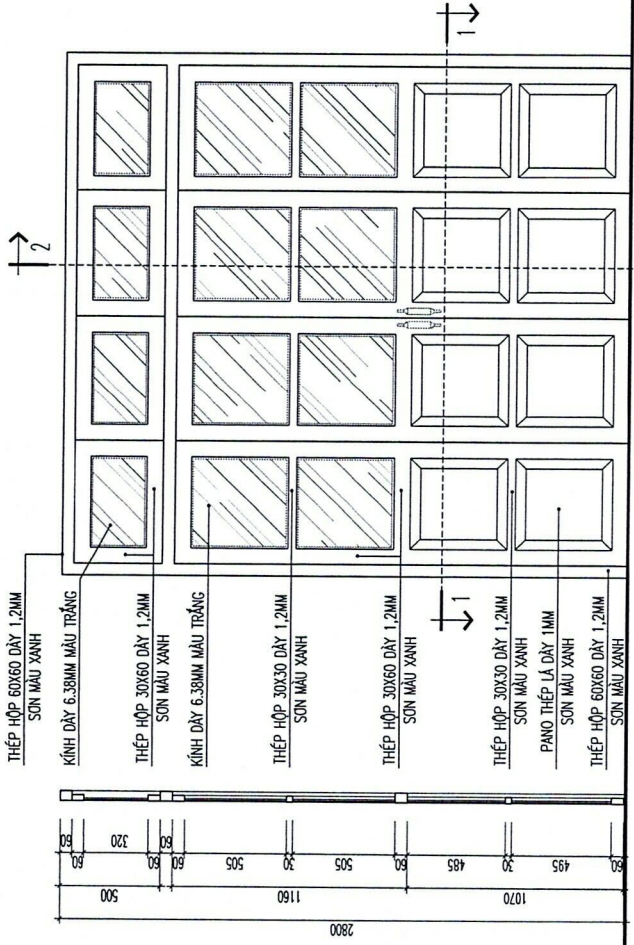 THÉP HỘP 60X60 DÀY 1,2MM
SƠN MÀU XANH
KÍNH DÀY 6.38MM MÀU TRẮNG
THÉP HỘP 30X60 DÀY 1,2MM
SƠN MÀU XANH
KÍNH DÀY 6.38MM MÀU TRẮNG
THÉP HỘP 30X30 DÀY 1,2MM
SƠN MÀU XANH
THÉP HỘP 30X60 DÀY 1,2MM
SƠN MÀU XANH
THÉP HỘP 30X30 DÀY 1,2MM
SƠN MÀU XANH
PANO THÉP LÁ DÀY 1MM
SƠN MÀU XANH
THÉP HỘP 60X60 DÀY 1,2MM
SƠN MÀU XANH
2
1
1
60
60
320
60
60
60
505
30
505
60
485
30
495
60
500
1160
1070
2800